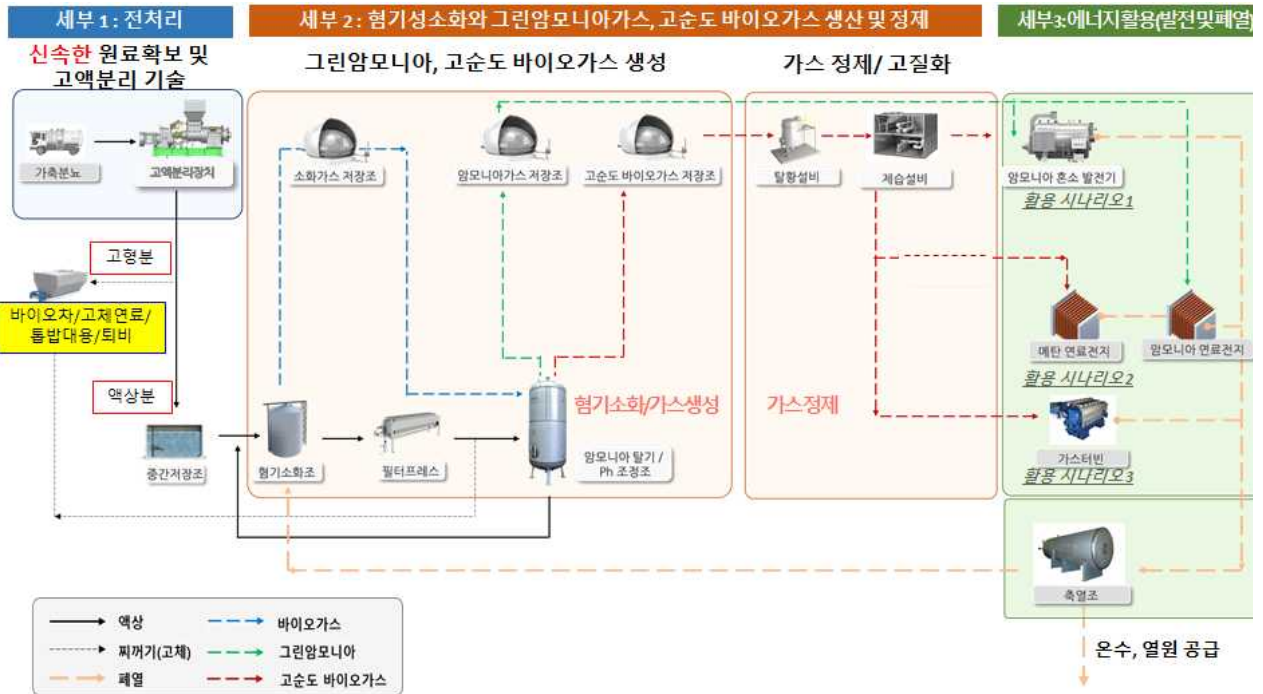 세부 1 : 전처리
세부 2 : 혐기성소화와 그린암모니아가스, 고순도 바이오가스 생산 및 정제
세부3:에너지활용(발전및폐열)
신속한 원료확보 및
고액분리 기술
그린암모니아, 고순도 바이오가스 생성
가스 정제/ 고질화
가축분뇨
고액분리장치
소화가스 저장조
암모니아가스 저장조
고순도 바이오가스 저장조
탈황설비
제습설비
암모니아 혼소 발전기
활용 시나리오1
고형분
바이오차/고체연료/
톱밥대용/퇴비
메탄 연료전지
암모니아 연료전지
활용 시나리오2
액상분
혐기소화/가스생성
가스정제
중간저장조
혐기소화조
필터프레스
암모니아 탈기 /
Ph 조정조
가스터빈
활용 시나리오3
축열조
온수, 열원 공급
액상
바이오가스
찌꺼기(고체)
그린암모니아
폐열
고순도 바이오가스